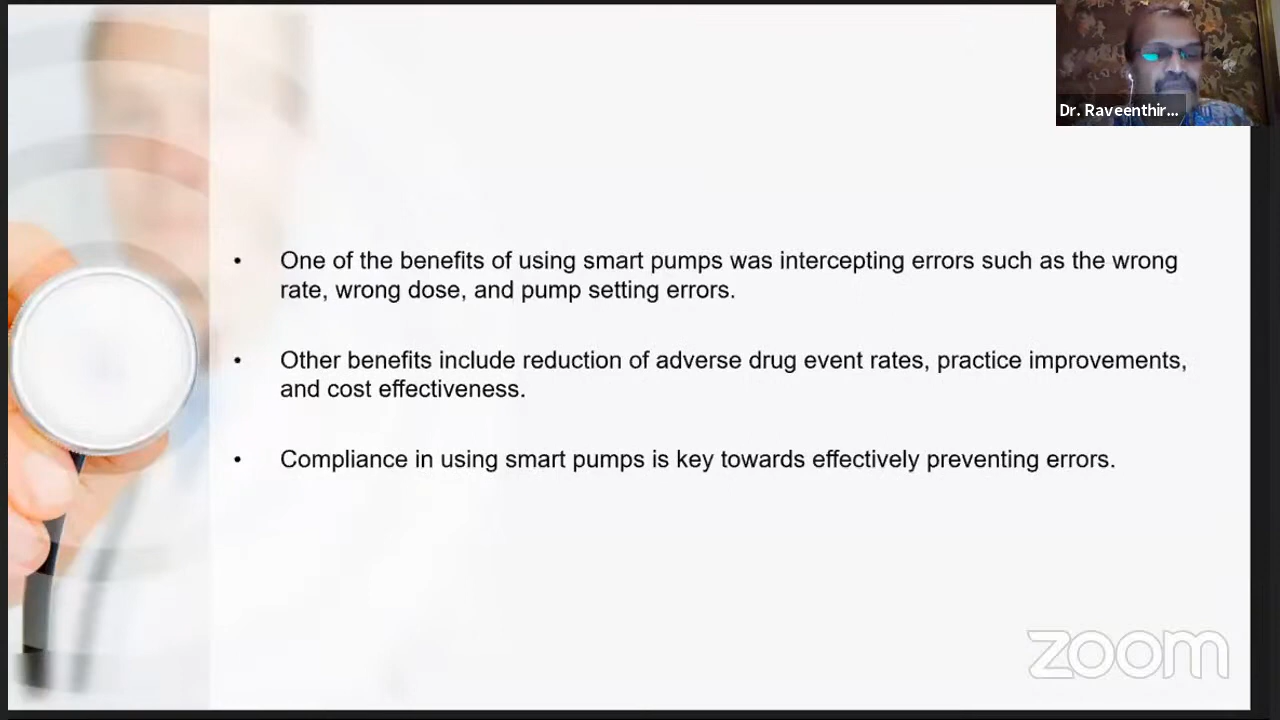 Dr. Raveenthir...
• One of the benefits of using smart pumps was intercepting errors such as the wrong
rate, wrong dose, and pump setting errors.
• Other benefits include reduction of adverse drug event rates, practice improvements,
and cost effectiveness.
• Compliance in using smart pumps is key towards effectively preventing errors.
zoom